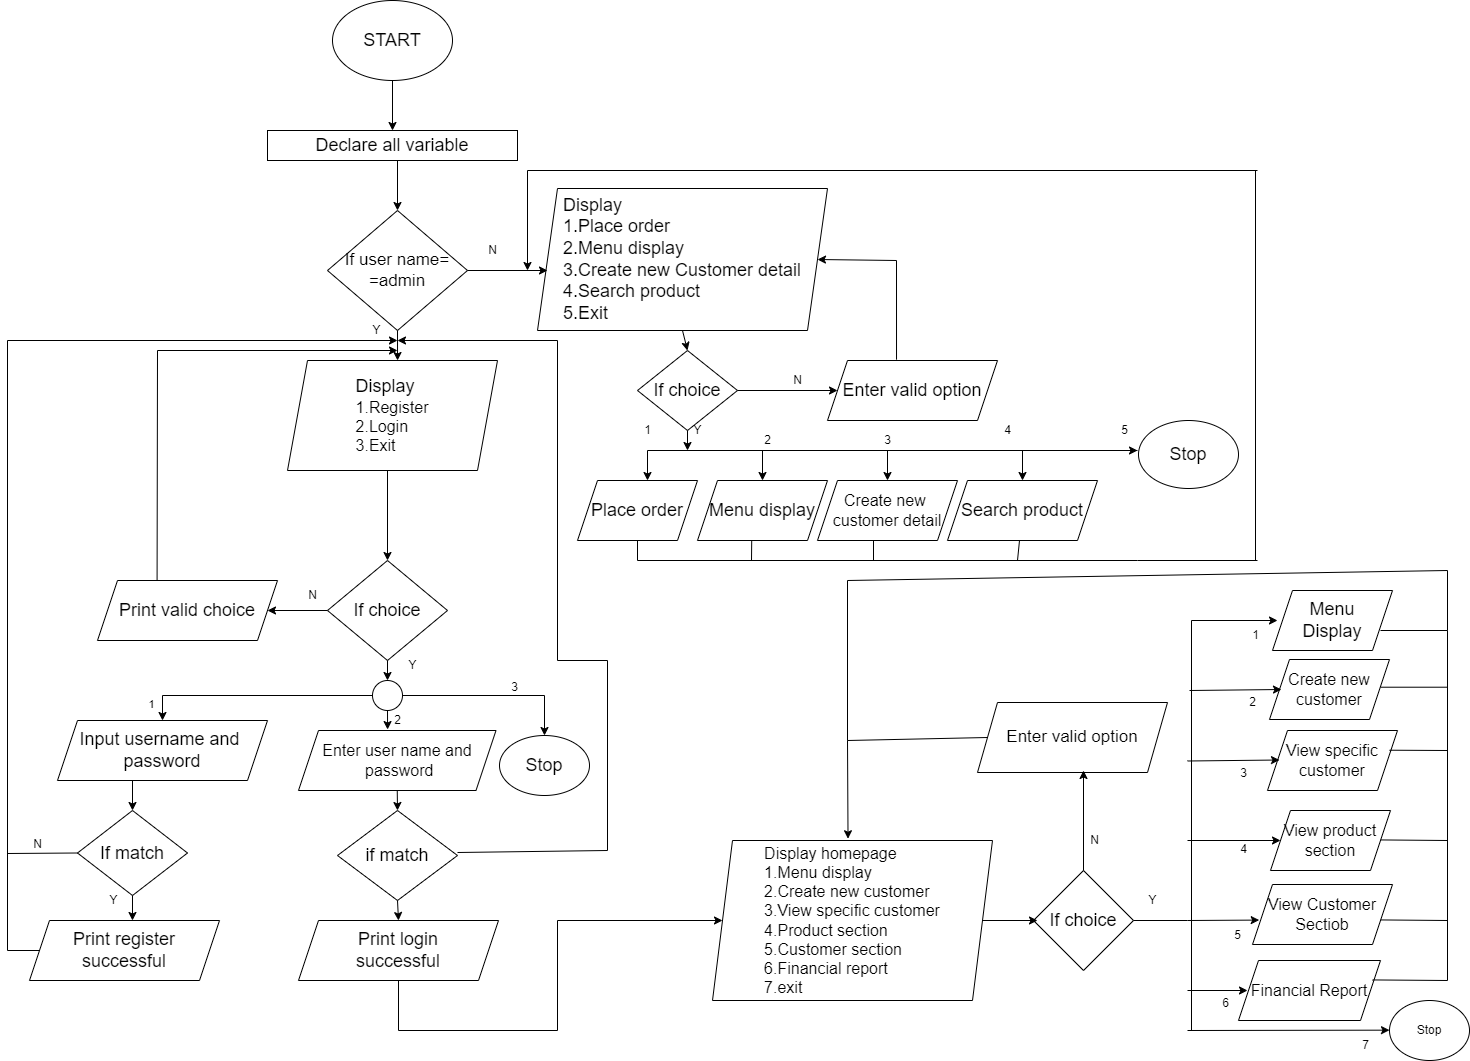 START
Declare all variable
If user name=
=admin
N
Y
Display
1.Place order
2.Menu display
3.Create new Customer detail
4.Search product
5.Exit
If choice
N
Enter valid option
Y
1
2
3
4
5
Stop
Place order
Menu display
Create new
customer detail
Search product
Display
1.Register
2.Login
3.Exit
If choice
N
Print valid choice
Y
1
2
3
Input username and
password
Enter user name and
password
Stop
If match
N
Y
Print register
successful
if match
Print login
successful
Display homepage
1.Menu display
2.Create new customer
3.View specific customer
4.Product section
5.Customer section
6.Financial report
7.exit
If choice
N
Enter valid option
Y
1
Menu
Display
2
Create new
customer
3
View specific
customer
4
View product
section
5
View Customer
Sectiob
6
Financial Report
7
Stop